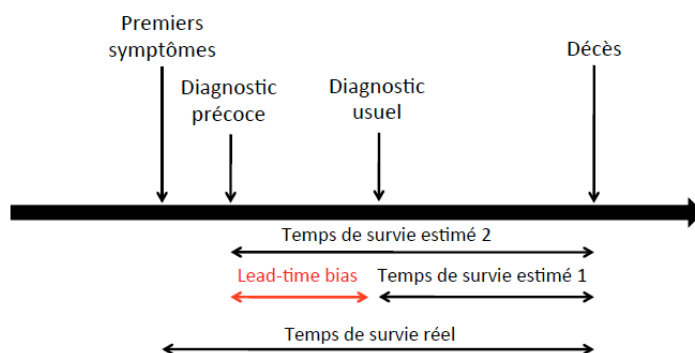 Premiers
symptômes
Décès
Diagnostic
précoce
Diagnostic
usuel
Temps de survie estimé 2
Lead-time bias
Temps de survie estimé 1
Temps de survie réel